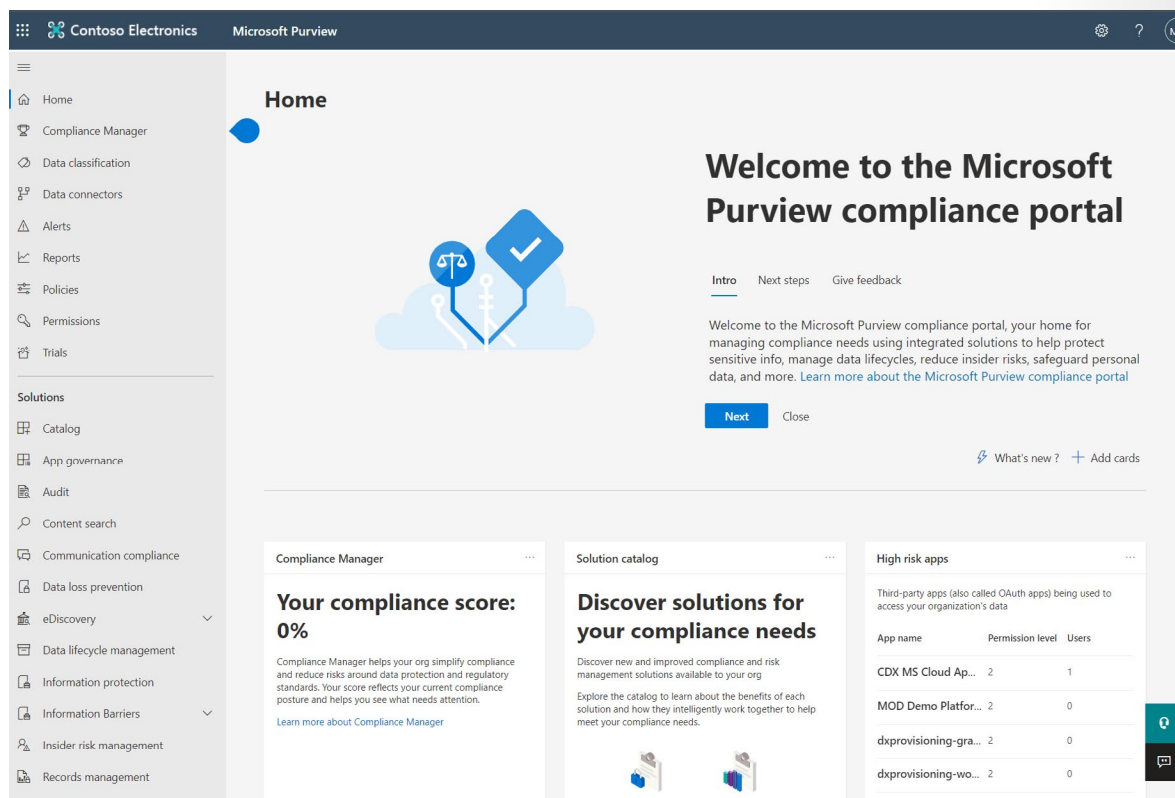 Contoso Electronics
Microsoft Purview
?
Home
Compliance Manager
Data classification
Data connectors
Alerts
Reports
Policies
Permissions
Trials
Solutions
Catalog
App governance
Audit
Content search
Communication compliance
Data loss prevention
eDiscovery
Data lifecycle management
Information protection
Information Barriers
Insider risk management
Records management
Home
Welcome to the Microsoft
Purview compliance portal
Intro Next steps Give feedback
Welcome to the Microsoft Purview compliance portal, your home for
managing compliance needs using integrated solutions to help protect
sensitive info, manage data lifecycles, reduce insider risks, safeguard personal
data, and more. Learn more about the Microsoft Purview compliance portal
Next Close
What's new ? + Add cards
Compliance Manager ...
Your compliance score:
0%
Compliance Manager helps your org simplify compliance
and reduce risks around data protection and regulatory
standards. Your score reflects your current compliance
posture and helps you see what needs attention.
Learn more about Compliance Manager
Solution catalog ...
Discover solutions for
your compliance needs
Discover new and improved compliance and risk
management solutions available to your org
Explore the catalog to learn about the benefits of each
solution and how they intelligently work together to help
meet your compliance needs.
High risk apps ...
Third-party apps (also called OAuth apps) being used to
access your organization's data
App name Permission level Users
CDX MS Cloud Ap... 2 1
MOD Demo Platfor... 2 0
dxprovisioning-gra... 2 0
dxprovisioning-wo... 2 0